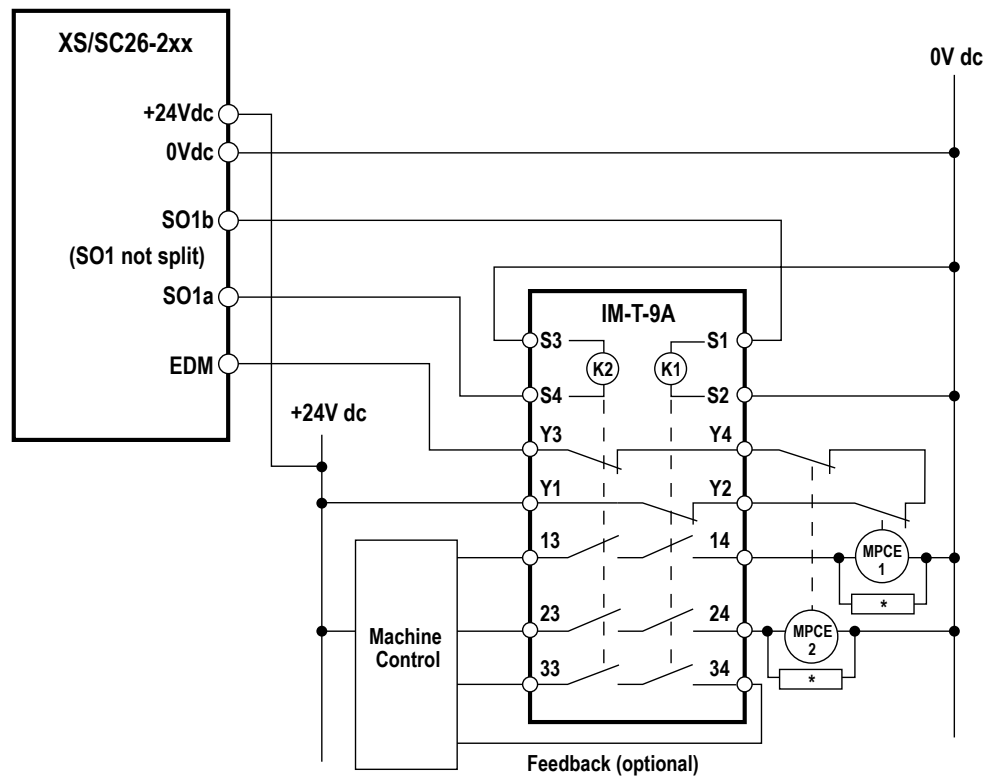 XS/SC26-2xx
0V dc
+24Vdc
0Vdc
SO1b
(SO1 not split)
SO1a
EDM
IM-T-9A
S3
S1
K2
K1
S4
S2
+24V dc
Y3
Y4
Y1
Y2
13
14
MPCE
1
*
23
24
MPCE
2
*
Machine
Control
33
34
Feedback (optional)